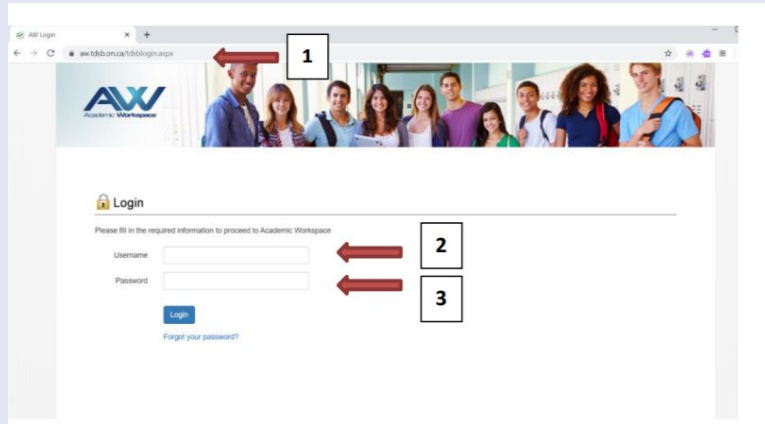 AW Login
aw.tdsb.on.ca/tdsblogin.aspx
1
AW
Academic Workspace
Login
Please fill in the required information to proceed to Academic Workspace
Username
2
Password
3
Login
Forgot your password?